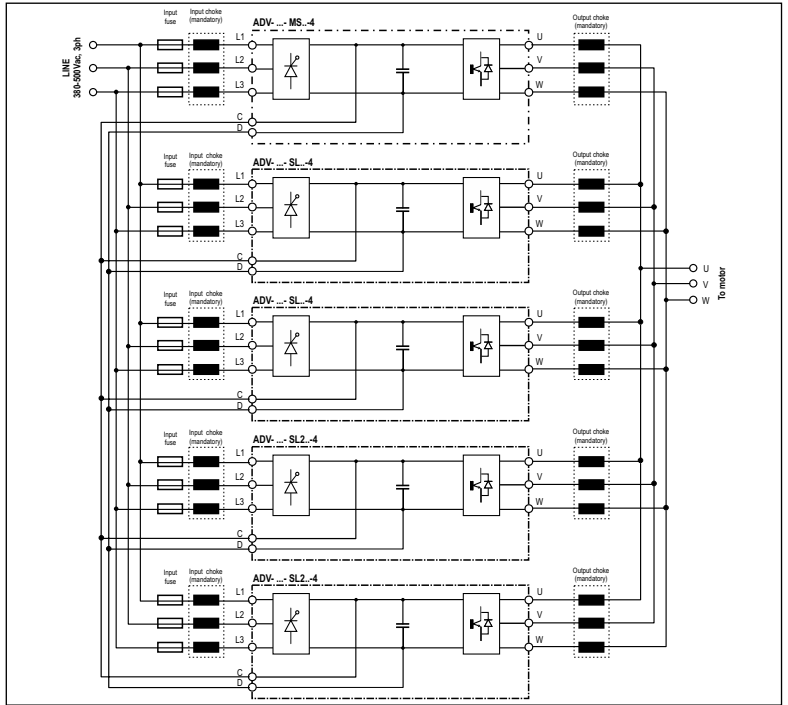 Input fuse
Input choke (mandatory)
ADV- ...- MS..-4
Output choke (mandatory)
LINE
380-500Vac, 3ph
L1
L2
L3
C
D
U
V
W
Input fuse
Input choke (mandatory)
ADV- ...- SL..-4
Output choke (mandatory)
L1
L2
L3
C
D
U
V
W
U
V
W
To motor
Input fuse
Input choke (mandatory)
ADV- ...- SL..-4
Output choke (mandatory)
L1
L2
L3
C
D
U
V
W
Input fuse
Input choke (mandatory)
ADV- ...- SL2..-4
Output choke (mandatory)
L1
L2
L3
C
D
U
V
W
Input fuse
Input choke (mandatory)
ADV- ...- SL2..-4
Output choke (mandatory)
L1
L2
L3
C
D
U
V
W